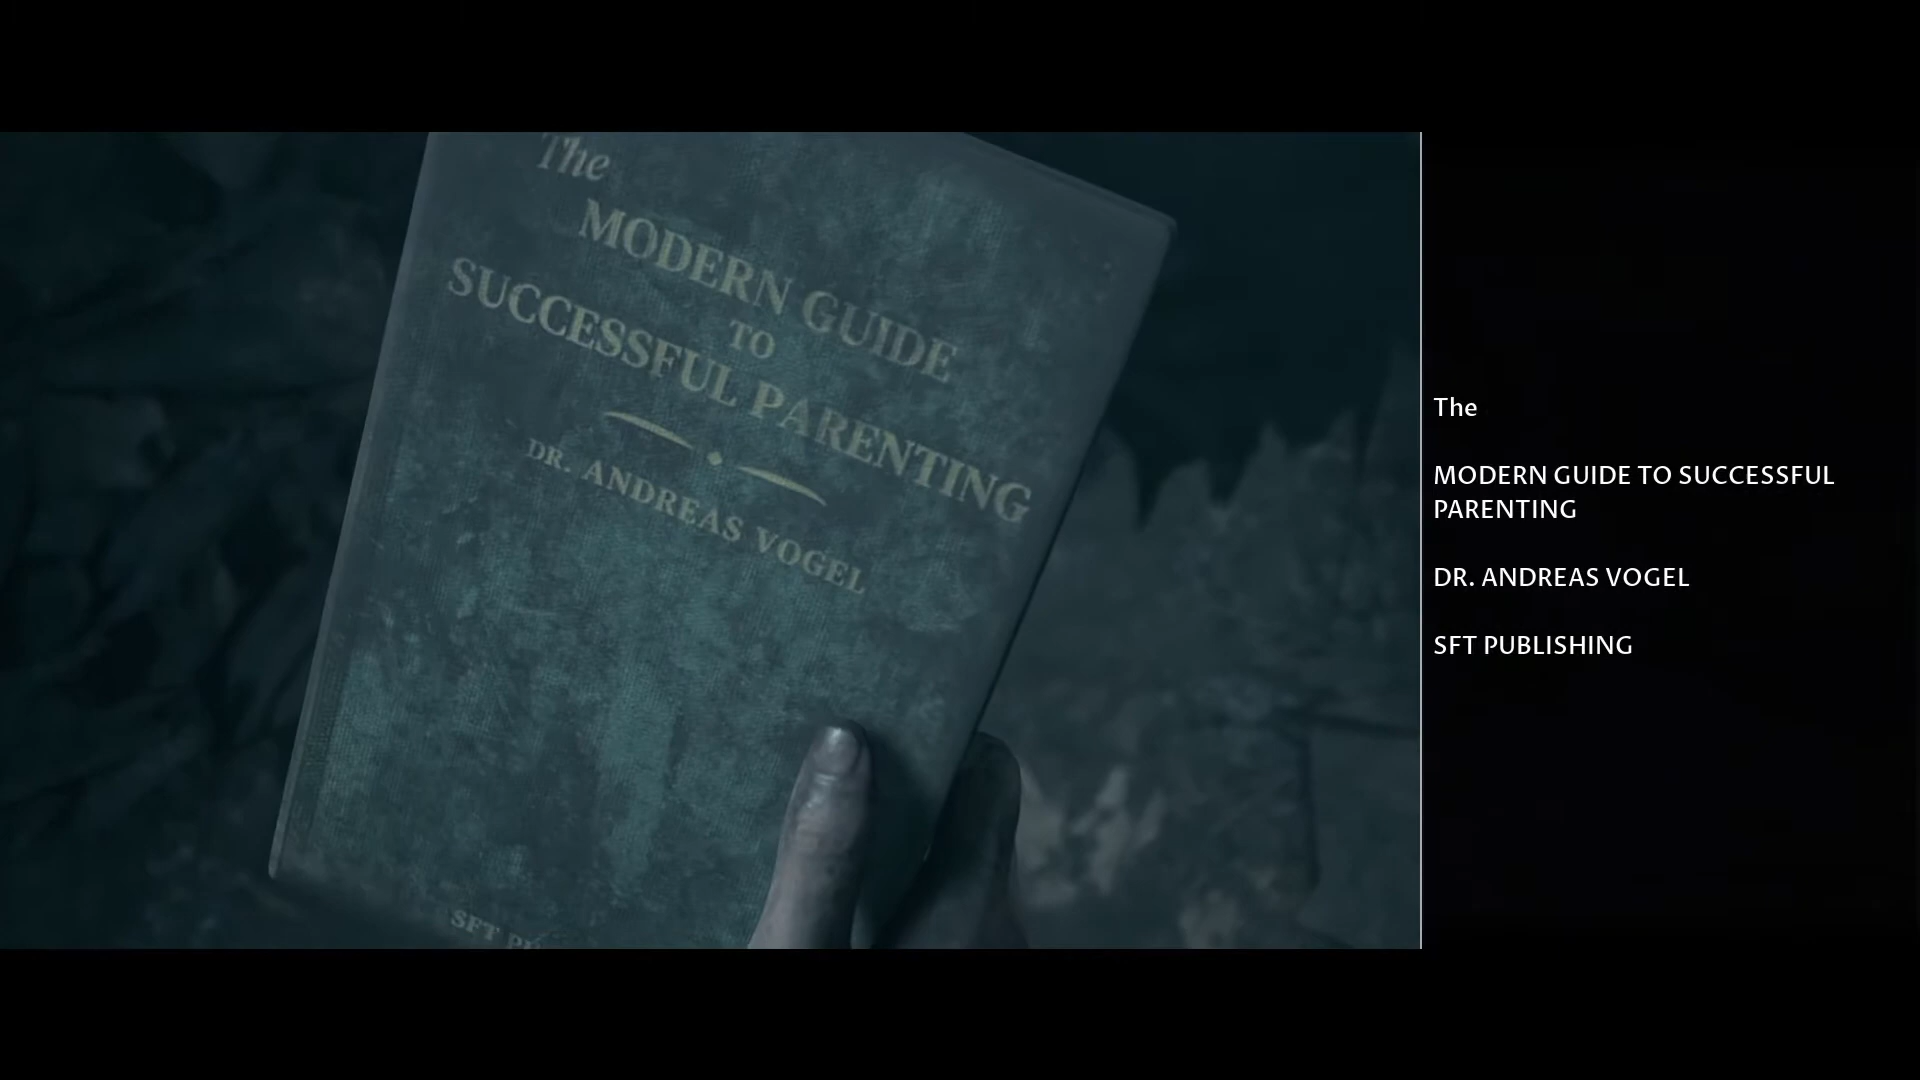 The
MODERN GUIDE
TO
SUCCESSFUL PARENTING
DR. ANDREAS VOGEL
SFT
The
MODERN GUIDE TO SUCCESSFUL
PARENTING
DR. ANDREAS VOGEL
SFT PUBLISHING